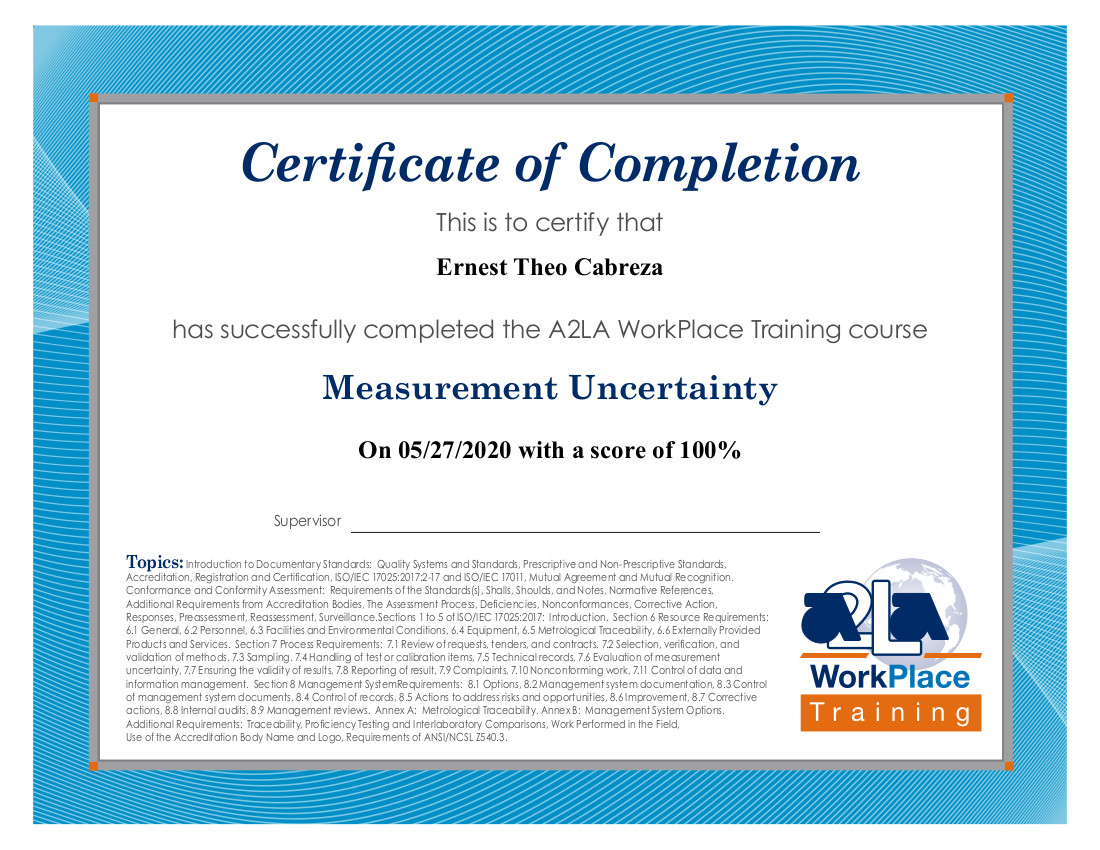 Certificate of Completion
This is to certify that
Ernest Theo Cabreza
has successfully completed the A2LA WorkPlace Training course
Measurement Uncertainty
On 05/27/2020 with a score of 100%
Supervisor
Topics: Introduction to Documentary Standards: Quality Systems and Standards, Prescriptive and Non-Prescriptive Standards,
Accreditation, Registration and Certification, ISO/IEC 17025:2017:2-17 and ISO/IEC 17011, Mutual Agreement and Mutual Recognition.
Conformance and Conformity Assessment: Requirements of the Standards(s), Shalls, Shoulds, and Notes, Normative References,
Additional Requirements from Accreditation Bodies, The Assessment Process, Deficiencies, Nonconformances, Corrective Action,
Responses, Preassessment, Reassessment, Surveillance.Sections 1 to 5 of ISO/IEC 17025:2017: Introduction. Section 6 Resource Requirements:
6.1 General, 6.2 Personnel, 6.3 Facilities and Environmental Conditions, 6.4 Equipment, 6.5 Metrological Traceability, 6.6 Externally Provided
Products and Services. Section 7 Process Requirements: 7.1 Review of requests, tenders, and contracts. 7.2 Selection, verification, and
validation of methods, 7.3 Sampling. 7.4 Handling of test or calibration items, 7.5 Technical records, 7.6 Evaluation of measurement
uncertainty, 7.7 Ensuring the validity of results, 7.8 Reporting of result, 7.9 Complaints, 7.10 Nonconforming work, 7.11 Control of data and
information management. Section 8 Management SystemRequirements: 8.1 Options, 8.2 Management system documentation, 8.3 Control
of management system documents, 8.4 Control of records, 8.5 Actions to address risks and opportunities, 8.6 Improvement, 8.7 Corrective
actions, 8.8 Internal audits, 8.9 Management reviews. Annex A: Metrological Traceability. Annex B: Management System Options.
Additional Requirements: Traceability, Proficiency Testing and Interlaboratory Comparisons, Work Performed in the Field,
Use of the Accreditation Body Name and Logo, Requirements of ANSI/NCSL Z540.3.
A2LA
WorkPlace
Training